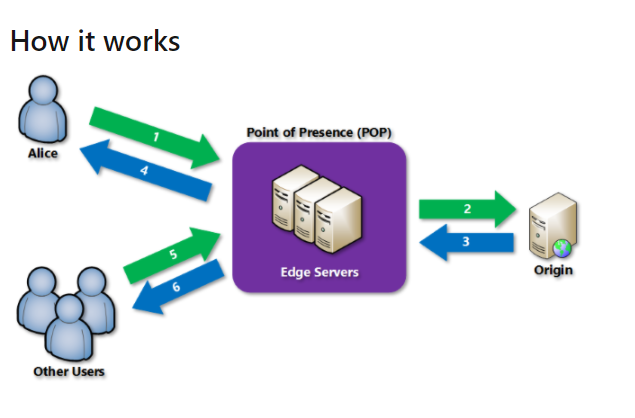 How it works
Point of Presence (POP)
1
Alice
4
2
3
Edge Servers
Origin
5
6
Other Users